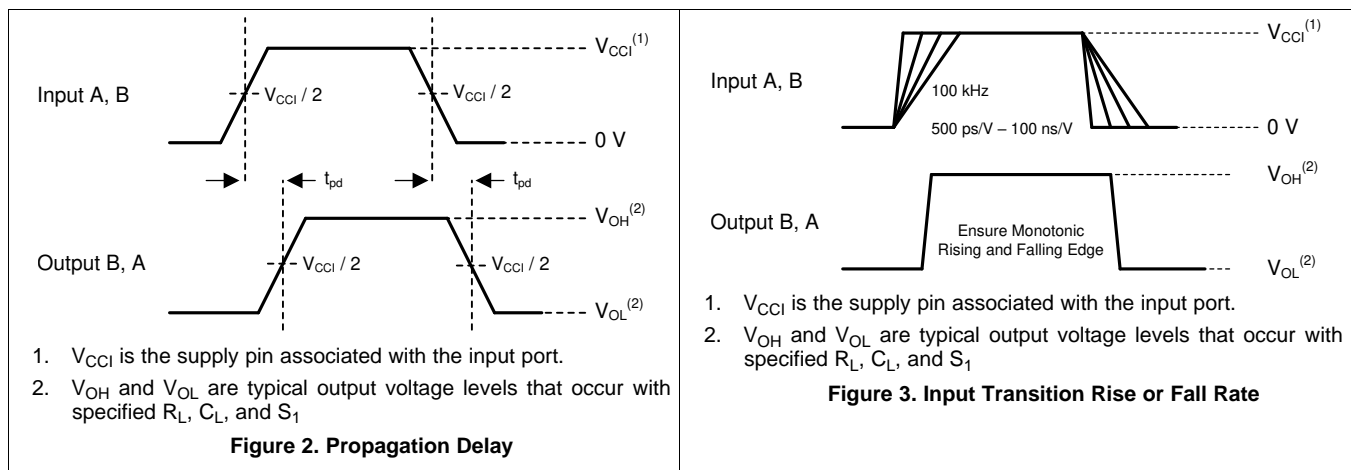 V_CCI(1)
Input A, B
V_CCI / 2
V_CCI / 2
0 V
t_pd
t_pd
V_OH(2)
Output B, A
V_CCI / 2
V_CCI / 2
V_OL(2)
1. V_CCI is the supply pin associated with the input port.
2. V_OH and V_OL are typical output voltage levels that occur with
specified R_L, C_L, and S_1
Figure 2. Propagation Delay
V_CCI(1)
Input A, B
100 kHz
500 ps/V – 100 ns/V
0 V
V_OH(2)
Output B, A
Ensure Monotonic
Rising and Falling Edge
V_OL(2)
1. V_CCI is the supply pin associated with the input port.
2. V_OH and V_OL are typical output voltage levels that occur with
specified R_L, C_L, and S_1
Figure 3. Input Transition Rise or Fall Rate